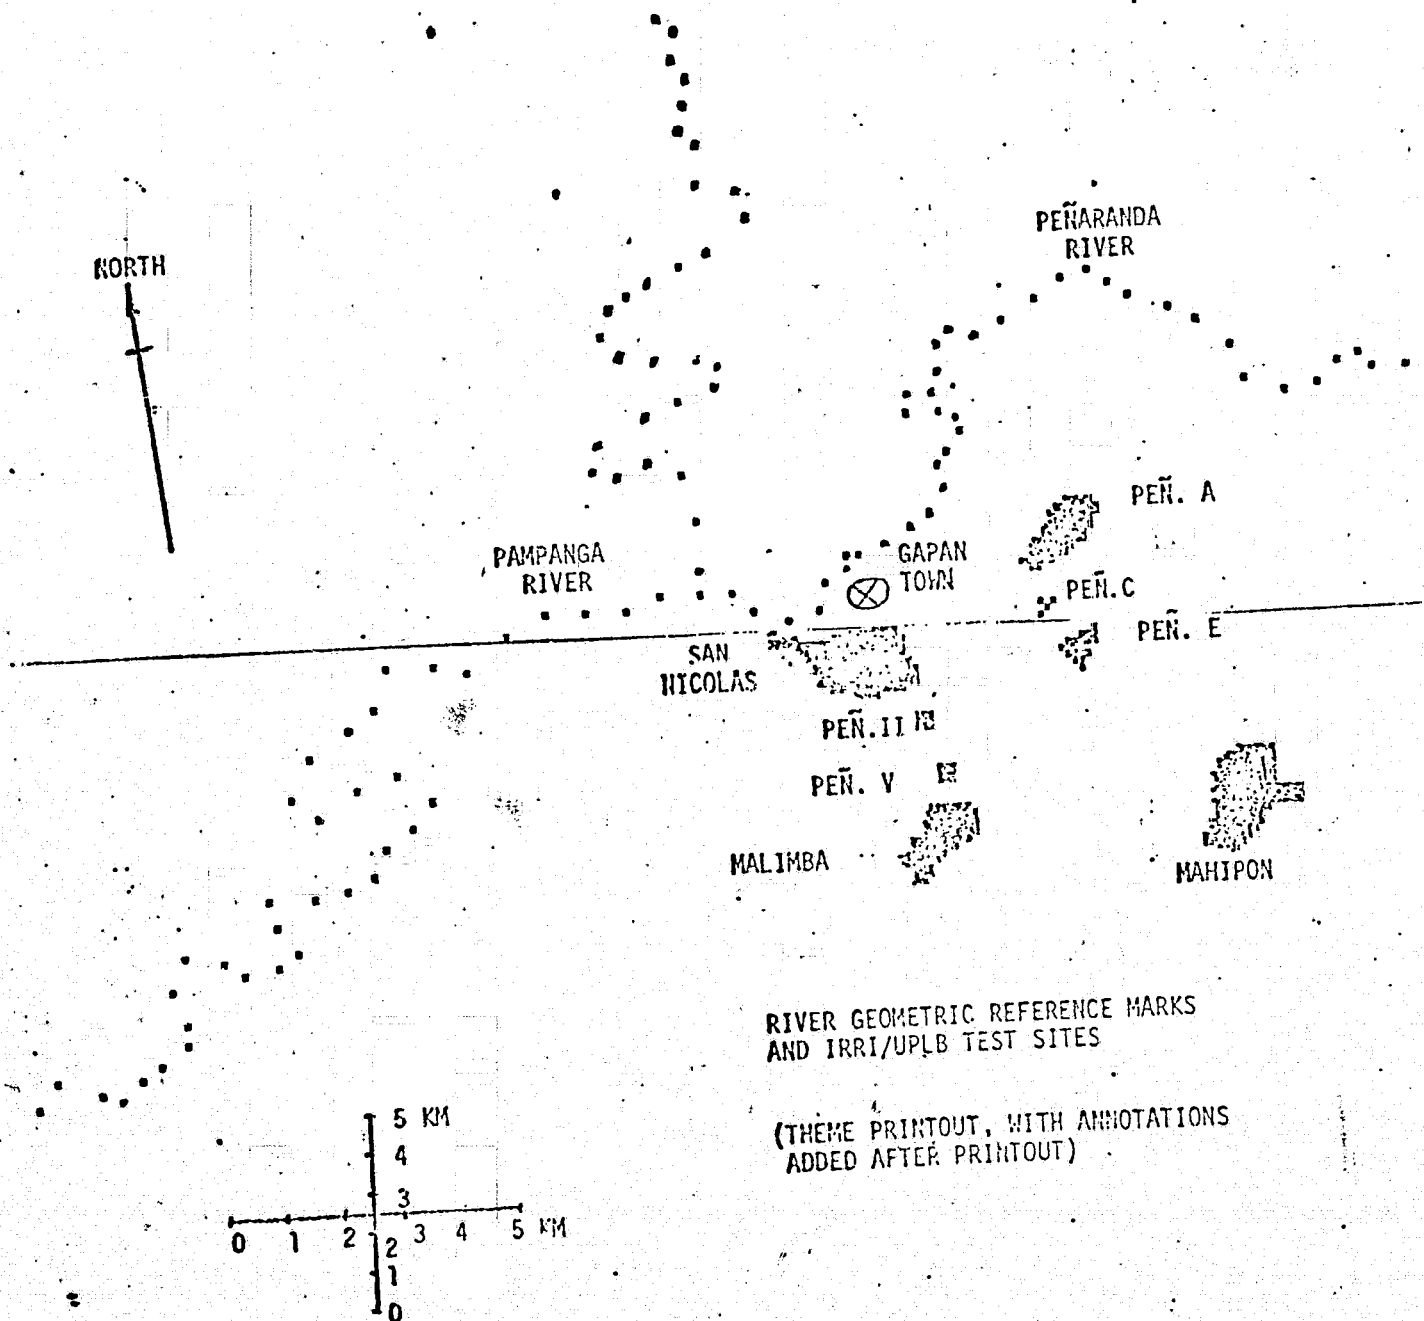 PEÑARANDA
RIVER
NORTH
PEÑ. A
PAMPANGA
RIVER
GAPAN
TOWN
PEÑ.C
PEÑ. E
SAN
NICOLAS
PEÑ.II
PEÑ. V
MALIMBA
MAHIPON
RIVER GEOMETRIC REFERENCE MARKS
AND IRRI/UPLB TEST SITES
(THEME PRINTOUT, WITH ANNOTATIONS
ADDED AFTER PRINTOUT)
5 KM
4
3
2
1
0
0 1 2 3 4 5 KM